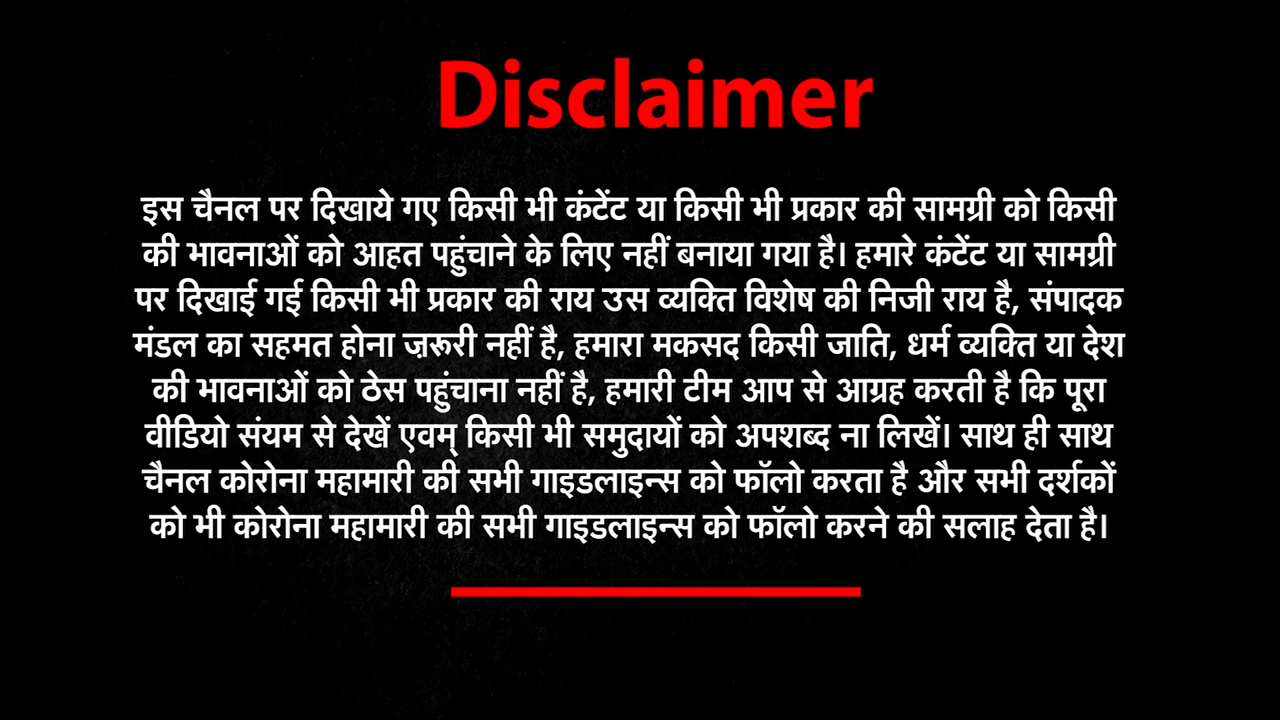 Disclaimer
इस चैनल पर दिखाये गए किसी भी कंटेंट या किसी भी प्रकार की सामग्री को किसी
की भावनाओं को आहत पहुंचाने के लिए नहीं बनाया गया है। हमारे कंटेंट या सामग्री
पर दिखाई गई किसी भी प्रकार की राय उस व्यक्ति विशेष की निजी राय है, संपादक
मंडल का सहमत होना ज़रूरी नहीं है, हमारा मकसद किसी जाति, धर्म व्यक्ति या देश
की भावनाओं को ठेस पहुंचाना नहीं है, हमारी टीम आप से आग्रह करती है कि पूरा
वीडियो संयम से देखें एवम् किसी भी समुदायों को अपशब्द ना लिखें। साथ ही साथ
चैनल कोरोना महामारी की सभी गाइडलाइन्स को फॉलो करता है और सभी दर्शकों
को भी कोरोना महामारी की सभी गाइडलाइन्स को फॉलो करने की सलाह देता है।